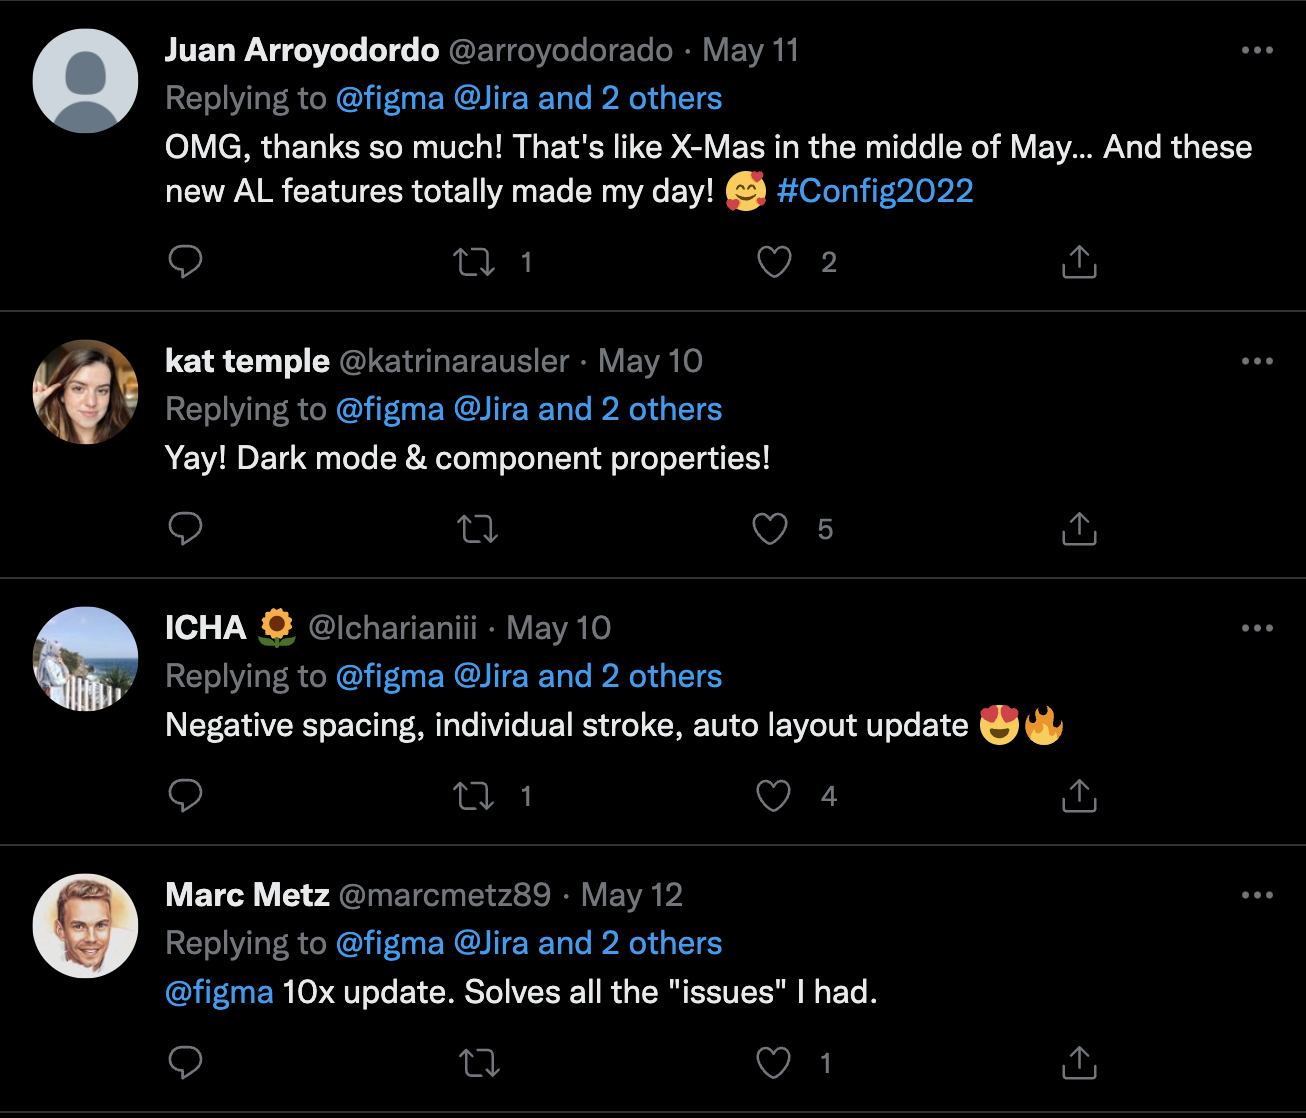 Juan Arroyodordo @arroyodorado · May 11
Replying to @figma @Jira and 2 others
OMG, thanks so much! That's like X-Mas in the middle of May... And these
new AL features totally made my day! 🥰 #Config2022
1 2
kat temple @katrinarausler · May 10
Replying to @figma @Jira and 2 others
Yay! Dark mode & component properties!
5
ICHA 🌻 @Icharianiii · May 10
Replying to @figma @Jira and 2 others
Negative spacing, individual stroke, auto layout update 😍🔥
1 4
Marc Metz @marcmetz89 · May 12
Replying to @figma @Jira and 2 others
@figma 10x update. Solves all the "issues" I had.
1